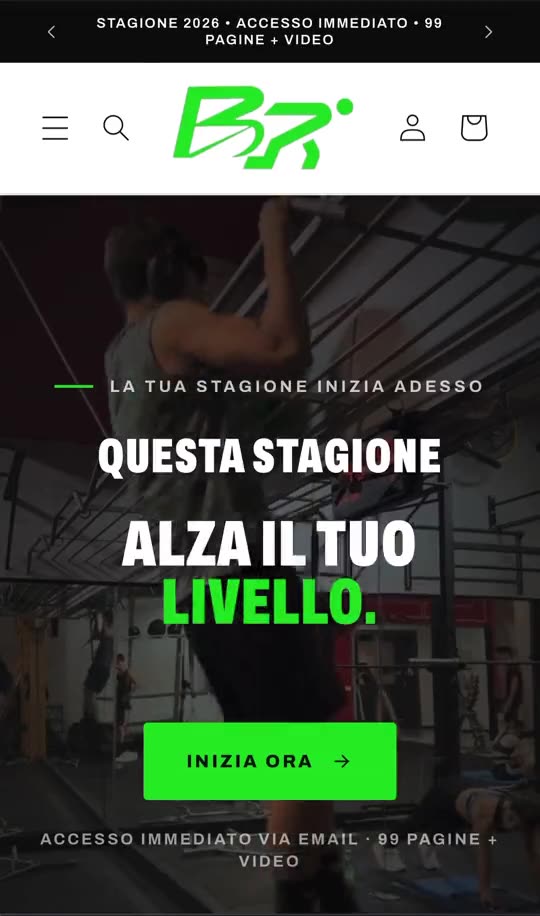 STAGIONE 2026 • ACCESSO IMMEDIATO • 99
PAGINE + VIDEO
BR
LA TUA STAGIONE INIZIA ADESSO
QUESTA STAGIONE
ALZA IL TUO
LIVELLO.
INIZIA ORA →
ACCESSO IMMEDIATO VIA EMAIL · 99 PAGINE +
VIDEO